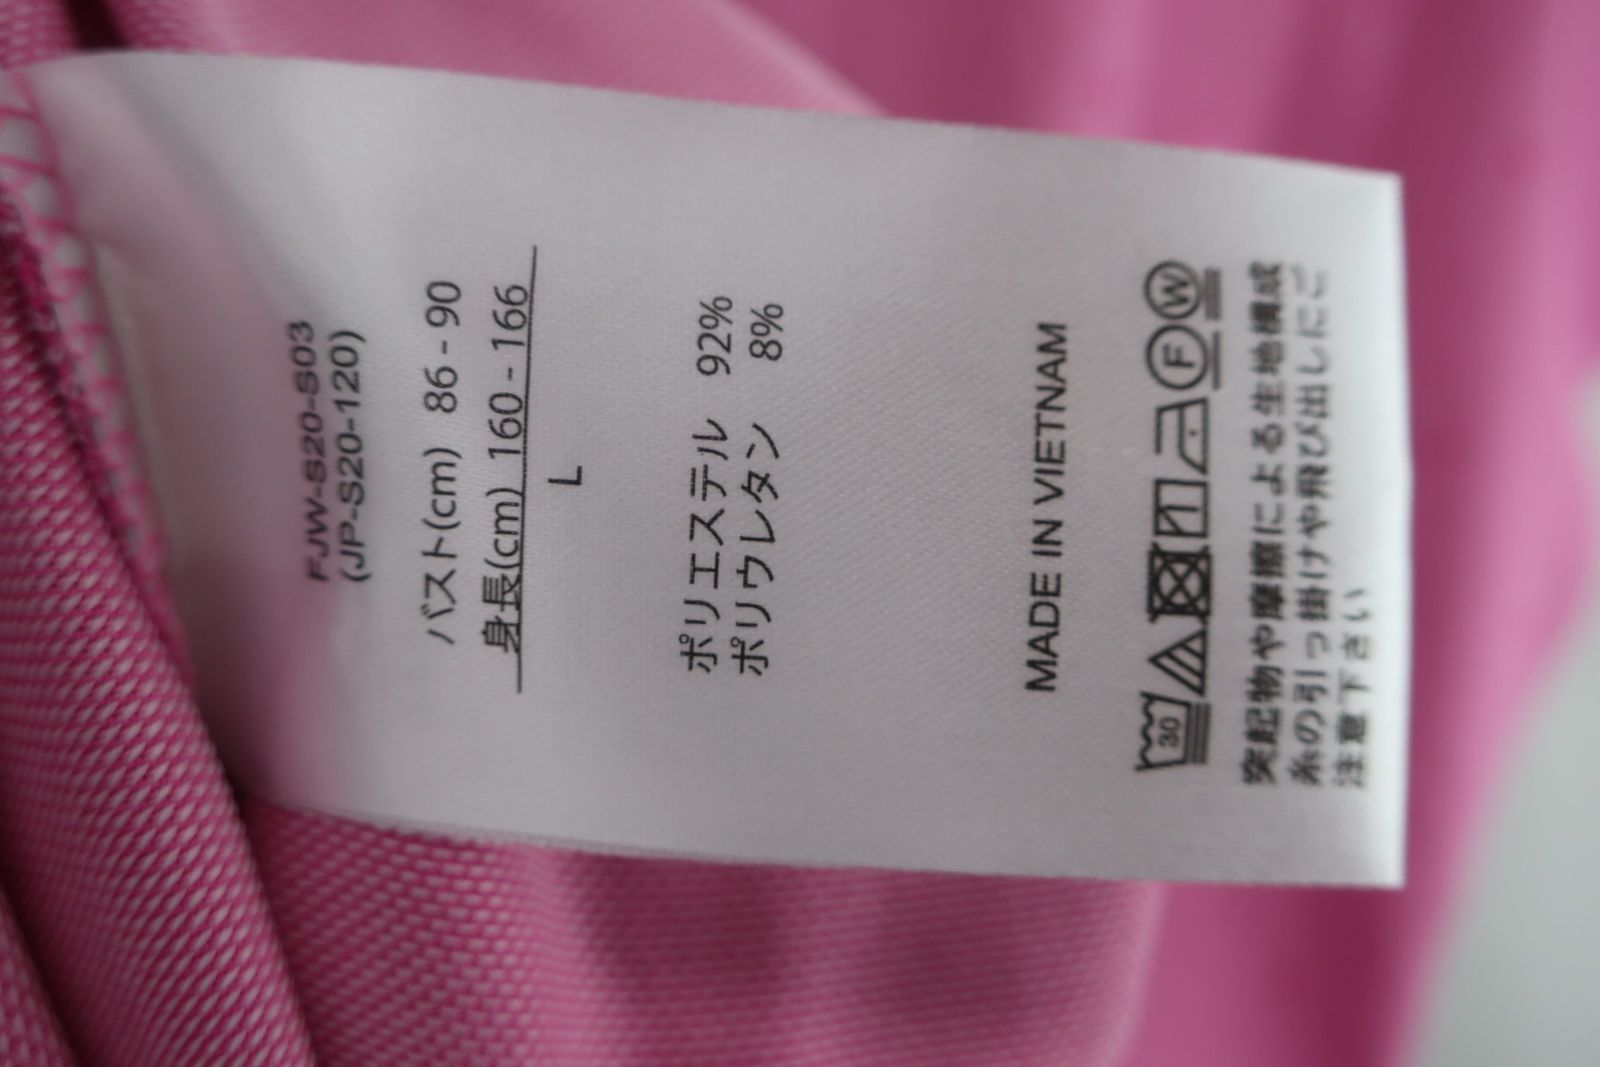 FJW-S20-S03
(JP-S20-120)
バスト(cm) 86 - 90
身長(cm) 160 - 166
L
ポリエステル 92%
ポリウレタン 8%
MADE IN VIETNAM
30 F W
突起物や摩擦による生地構成
糸の引っ掛けや飛び出しにご
注意下さい